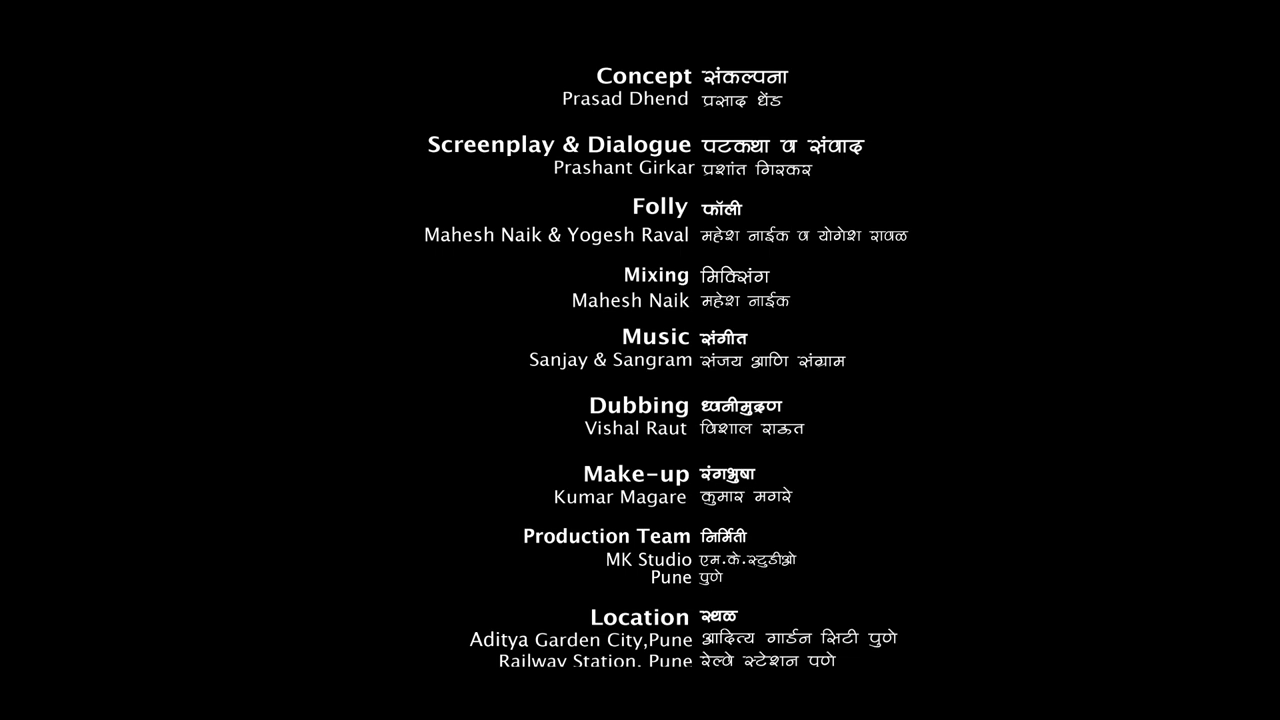 Concept संकल्पना
Prasad Dhend प्रसाद धेंड
Screenplay & Dialogue पटकथा व संवाद
Prashant Girkar प्रशांत गिरकर
Folly फॉली
Mahesh Naik & Yogesh Raval महेश नाईक व योगेश रावळ
Mixing मिक्सिंग
Mahesh Naik महेश नाईक
Music संगीत
Sanjay & Sangram संजय आणि संग्राम
Dubbing ध्वनीमुद्रण
Vishal Raut विशाल राऊत
Make-up रंगभुषा
Kumar Magare कुमार मगरे
Production Team निर्मिती
MK Studio एम.के.स्टुडीओ
Pune पुणे
Location स्थळ
Aditya Garden City,Pune आदित्य गार्डन सिटी पुणे
Railway Station, Pune रेल्वे स्टेशन पुणे